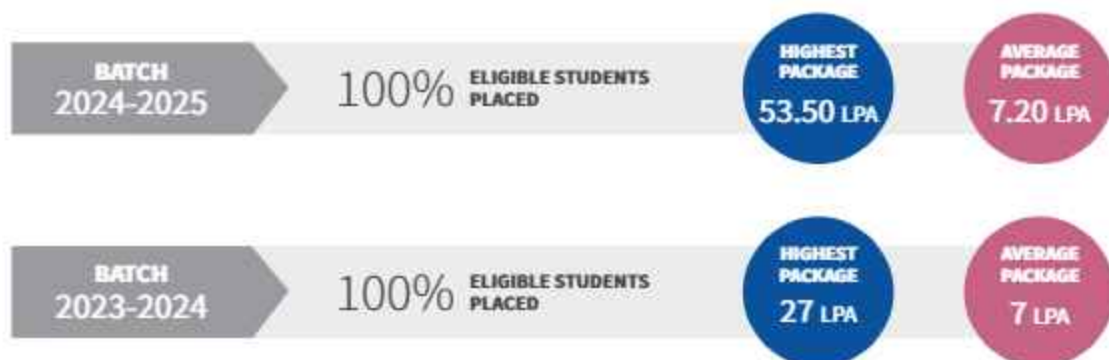 BATCH
2024-2025
100% ELIGIBLE STUDENTS
PLACED
HIGHEST
PACKAGE
53.50 LPA
AVERAGE
PACKAGE
7.20 LPA
BATCH
2023-2024
100% ELIGIBLE STUDENTS
PLACED
HIGHEST
PACKAGE
27 LPA
AVERAGE
PACKAGE
7 LPA